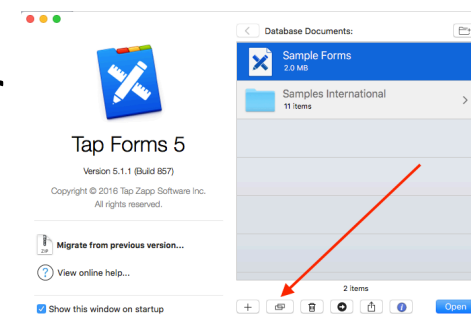 Tap Forms 5
Version 5.1.1 (Build 857)
Copyright © 2016 Tap Zapp Software Inc.
All rights reserved.
ZIP
Migrate from previous version...
? View online help...
Show this window on startup
Database Documents:
Sample Forms
2.0 MB
Samples International
11 items
2 items
Open